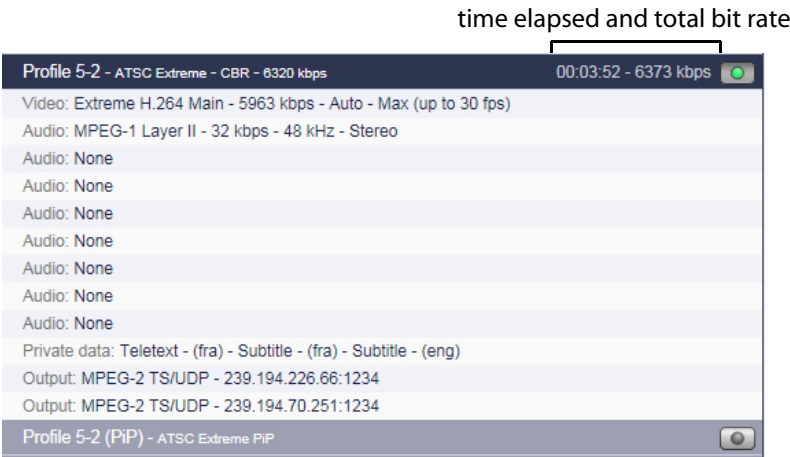 time elapsed and total bit rate
Profile 5-2 - ATSC Extreme - CBR - 6320 kbps 00:03:52 - 6373 kbps
Video: Extreme H.264 Main - 5963 kbps - Auto - Max (up to 30 fps)
Audio: MPEG-1 Layer II - 32 kbps - 48 kHz - Stereo
Audio: None
Audio: None
Audio: None
Audio: None
Audio: None
Audio: None
Audio: None
Private data: Teletext - (fra) - Subtitle - (fra) - Subtitle - (eng)
Output: MPEG-2 TS/UDP - 239.194.226.66:1234
Output: MPEG-2 TS/UDP - 239.194.70.251:1234
Profile 5-2 (PiP) - ATSC Extreme PiP